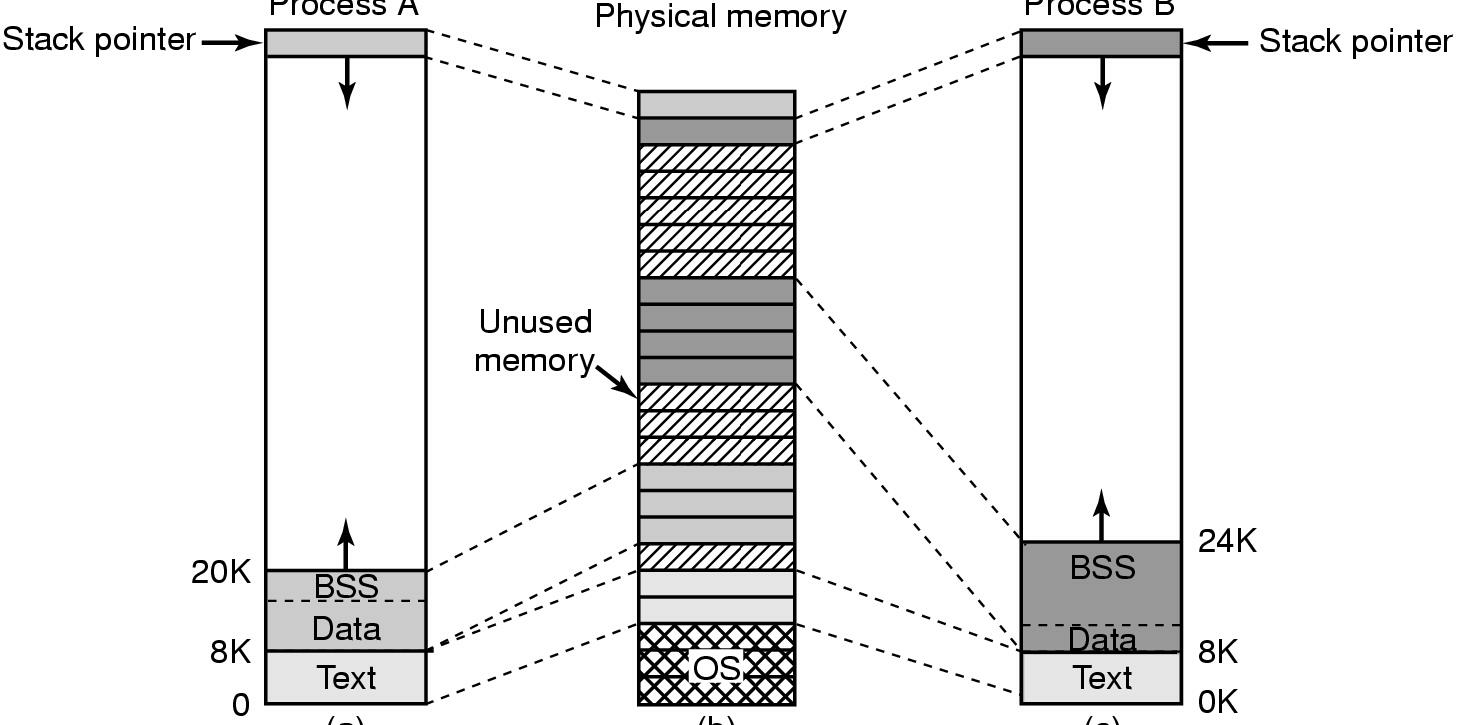 Process A
Physical memory
Process B
Stack pointer
Stack pointer
Unused
memory
20K
BSS
Data
8K
Text
0
OS
24K
BSS
Data
8K
Text
0K
(a)
(b)
(c)